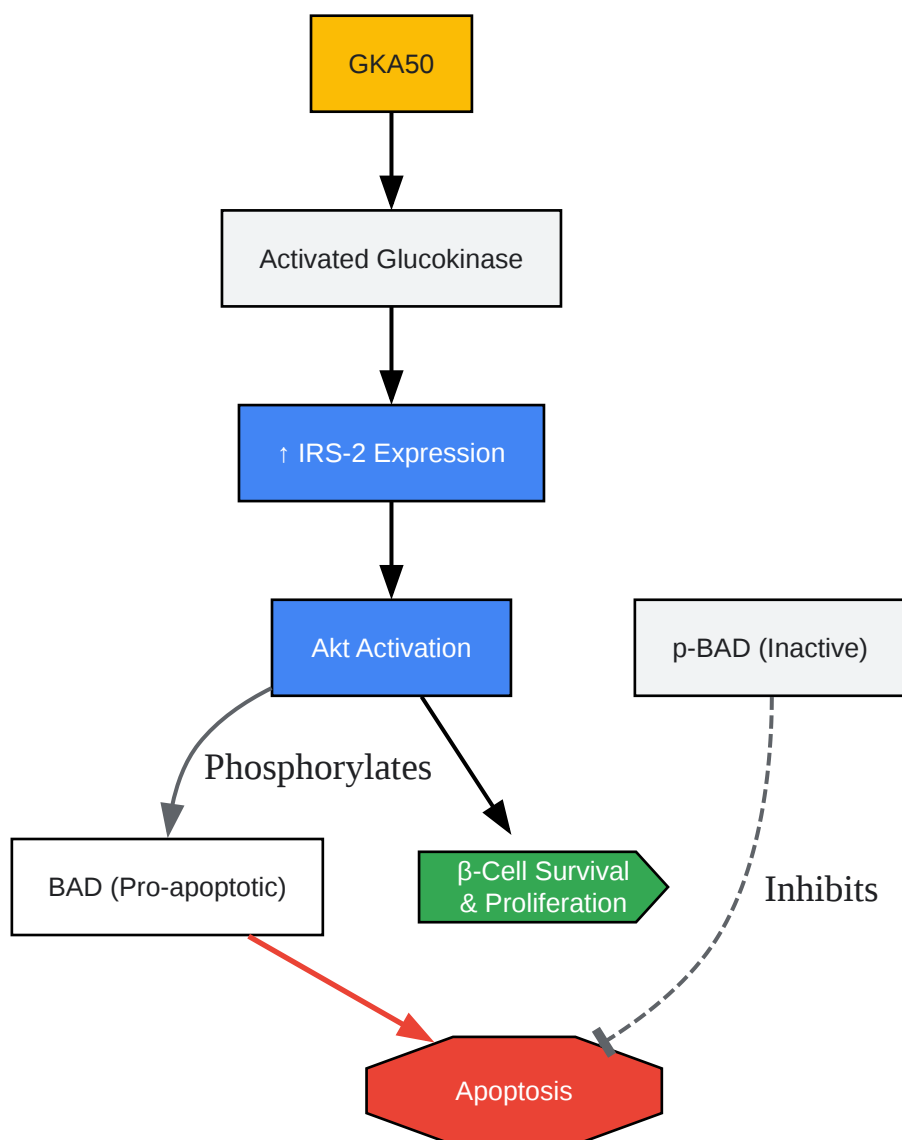 GKA50
Activated Glucokinase
↑ IRS-2 Expression
Akt Activation
p-BAD (Inactive)
Phosphorylates
BAD (Pro-apoptotic)
β-Cell Survival
& Proliferation
Inhibits
Apoptosis